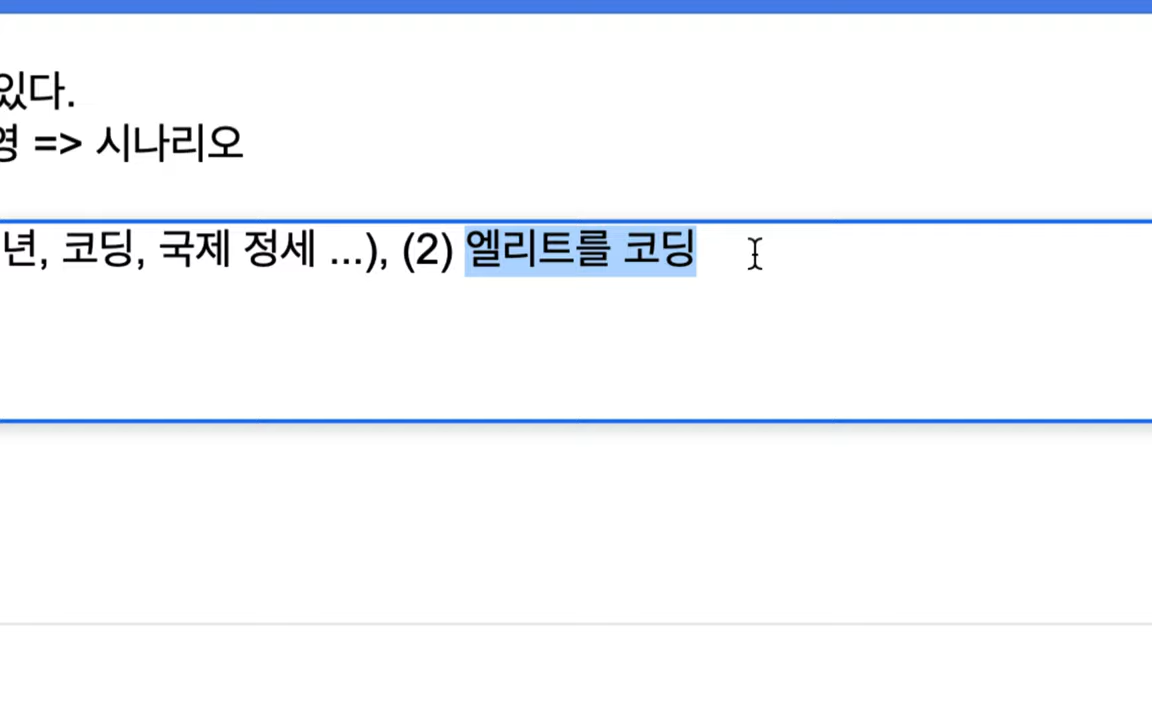 있다.
영 => 시나리오
년, 코딩, 국제 정세 ...), (2) 엘리트를 코딩